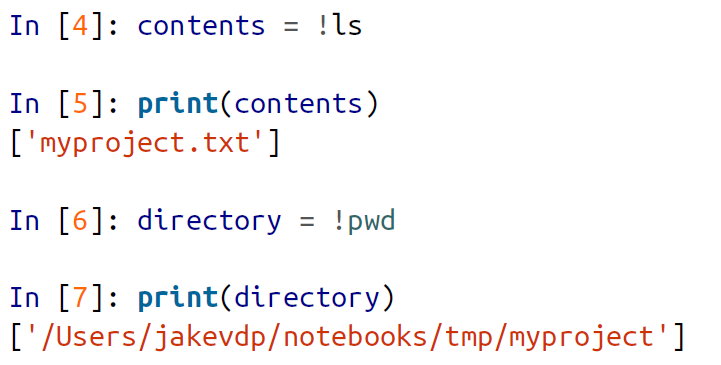 In [4]: contents = !ls
In [5]: print(contents)
['myproject.txt']
In [6]: directory = !pwd
In [7]: print(directory)
['/Users/jakevdp/notebooks/tmp/myproject']